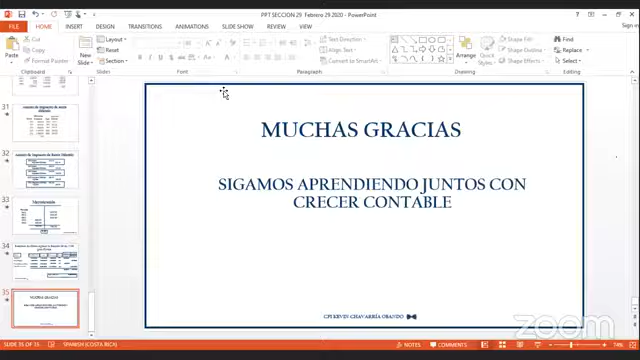 PPT SECCION 29 Febrero 29 2020 - PowerPoint
FILE HOME INSERT DESIGN TRANSITIONS ANIMATIONS SLIDE SHOW REVIEW VIEW
Sign in
Paste
Cut
Copy
Format Painter
Clipboard
New
Slide
Layout
Reset
Section
Slides
Font
Text Direction
Align Text
Convert to SmartArt
Paragraph
Arrange
Quick
Styles
Shape Fill
Shape Outline
Shape Effects
Drawing
Find
Replace
Select
Editing
31
32
33
34
35
MUCHAS GRACIAS
MUCHAS GRACIAS
SIGAMOS APRENDIENDO JUNTOS CON
CRECER CONTABLE
CPI KEVIN CHAVARRÍA OBANDO
zoom
SLIDE 35 OF 35
SPANISH (COSTA RICA)
NOTES
COMMENTS
74%